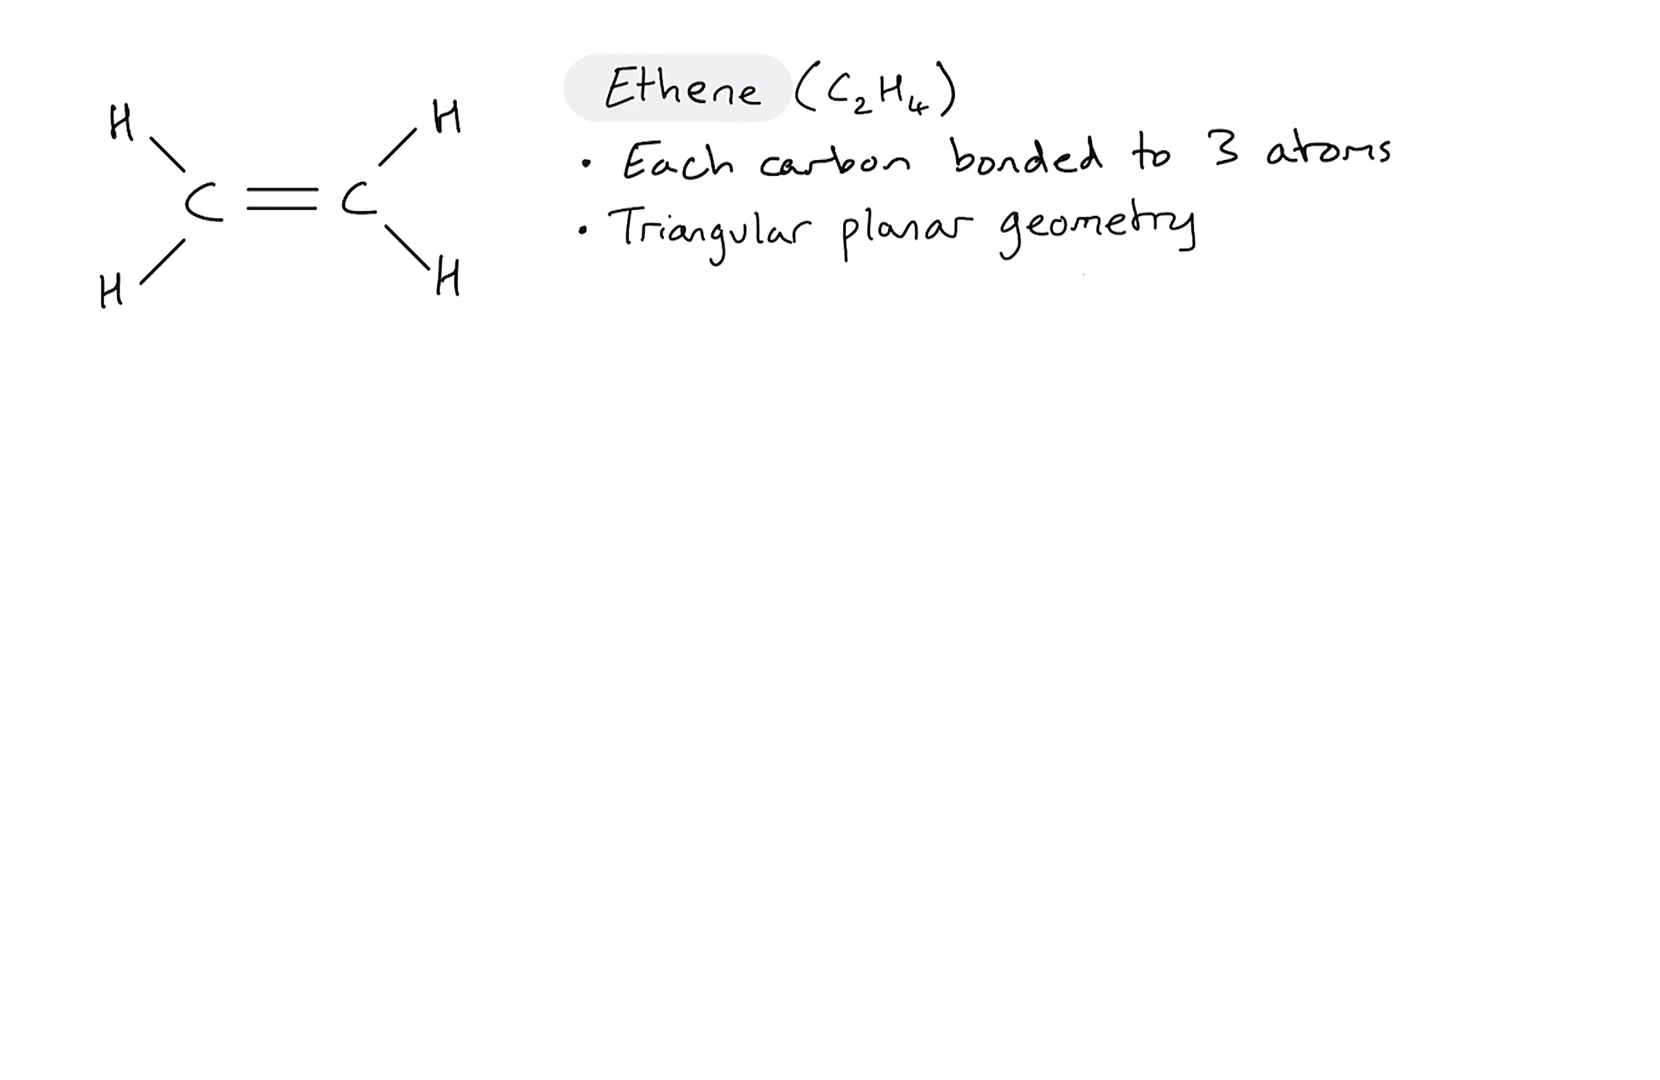 Ethene (C₂H₄)
• Each carbon bonded to 3 atoms
• Triangular planar geometry
H H
C = C
H H